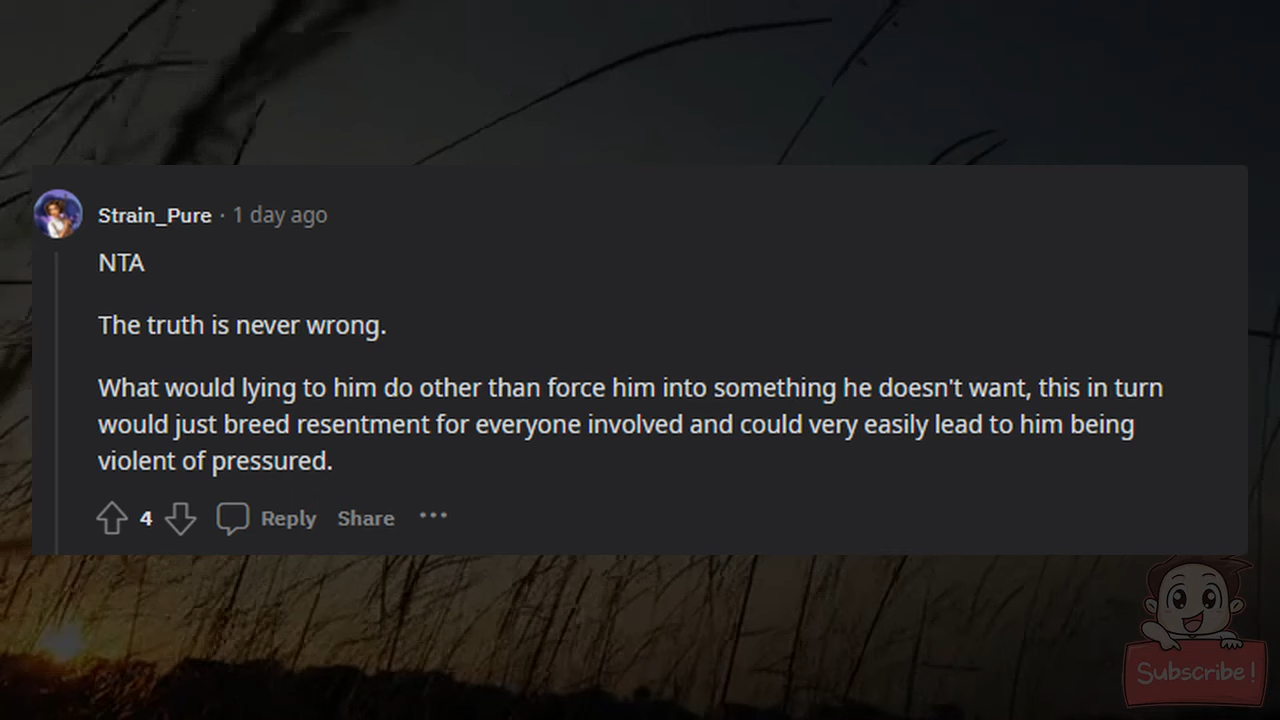 Strain_Pure · 1 day ago
NTA
The truth is never wrong.
What would lying to him do other than force him into something he doesn't want, this in turn
would just breed resentment for everyone involved and could very easily lead to him being
violent of pressured.
4 Reply Share ···
Subscribe!